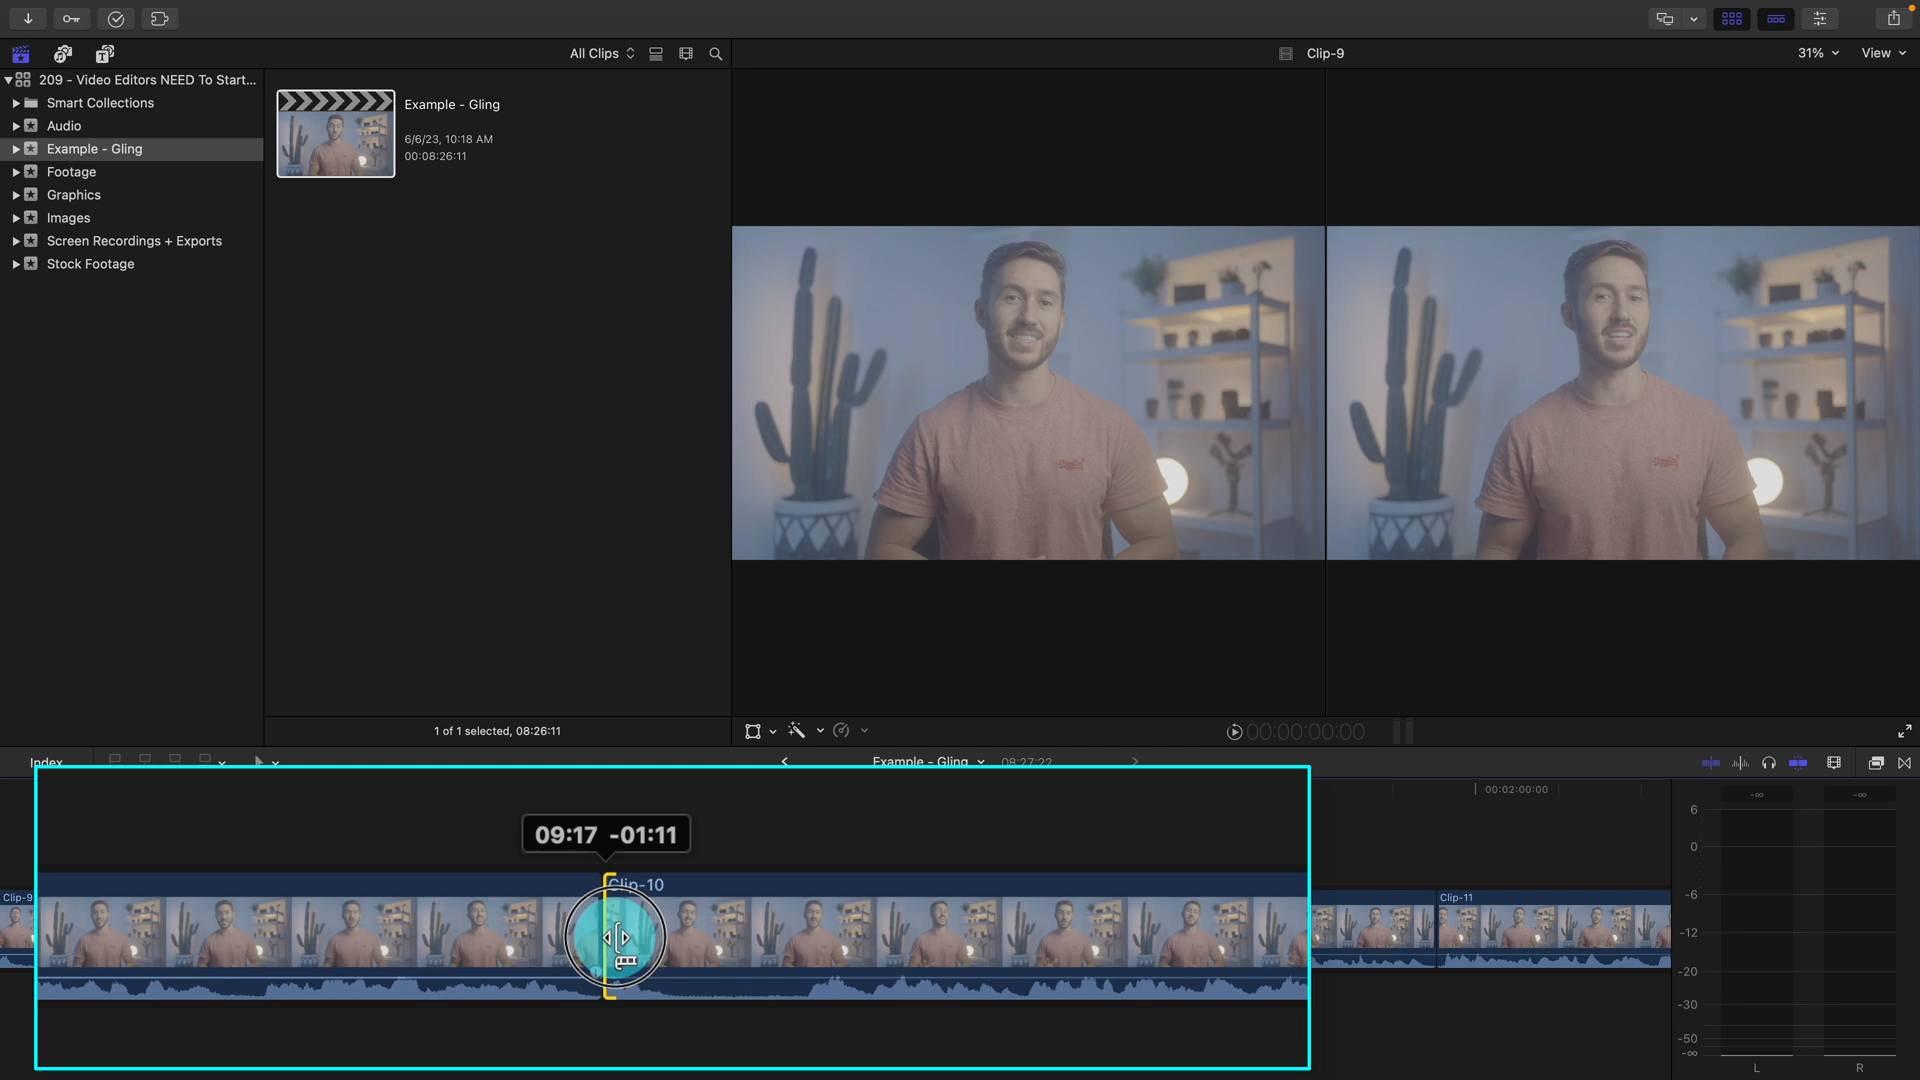 All Clips
Clip-9
31%
View
209 - Video Editors NEED To Start...
Smart Collections
Audio
Example - Gling
Footage
Graphics
Images
Screen Recordings + Exports
Stock Footage
Example - Gling
6/6/23, 10:18 AM
00:08:26:11
1 of 1 selected, 08:26:11
00:00:00:00
Index
Example - Gling
08:27:22
00:02:00:00
09:17 -01:11
Clip-9
Clip-10
Clip-11
-∞ -∞
6
0
-6
-12
-20
-30
-50
-∞
L R